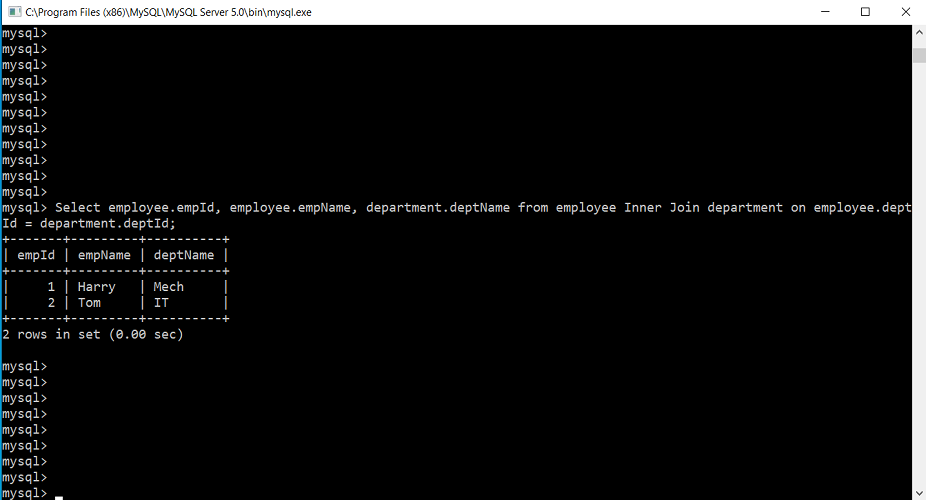 C:\Program Files (x86)\MySQL\MySQL Server 5.0\bin\mysql.exe
mysql>
mysql>
mysql>
mysql>
mysql>
mysql>
mysql>
mysql>
mysql>
mysql>
mysql>
mysql> Select employee.empId, employee.empName, department.deptName from employee Inner Join department on employee.dept
Id = department.deptId;
+-------+---------+----------+
| empId | empName | deptName |
+-------+---------+----------+
|     1 | Harry   | Mech     |
|     2 | Tom     | IT       |
+-------+---------+----------+
2 rows in set (0.00 sec)

mysql>
mysql>
mysql>
mysql>
mysql>
mysql>
mysql>
mysql>
mysql>